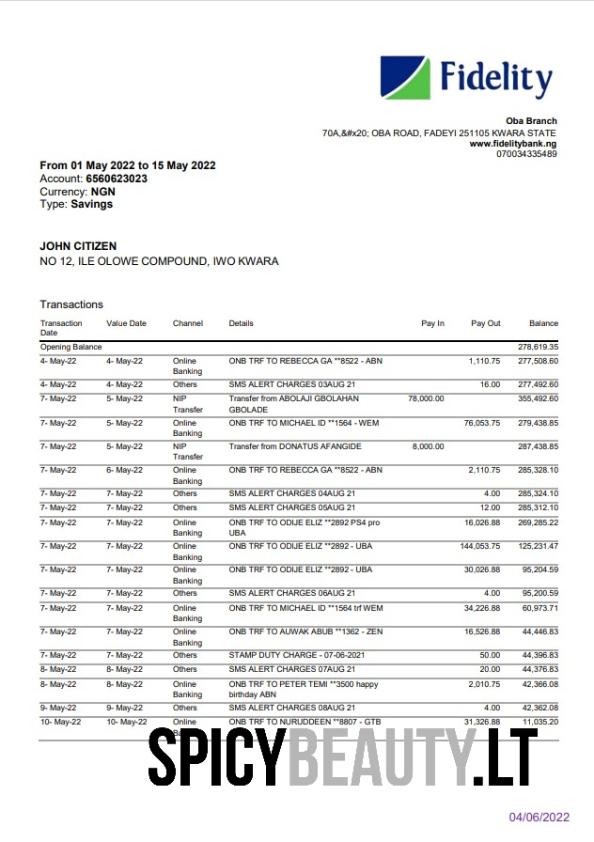 Fidelity
Oba Branch
70A,&#x20; OBA ROAD, FADEYI 251105 KWARA STATE
www.fidelitybank.ng
070034335489
From 01 May 2022 to 15 May 2022
Account: 6560623023
Currency: NGN
Type: Savings
JOHN CITIZEN
NO 12, ILE OLOWE COMPOUND, IWO KWARA
Transactions
Transaction Value Date Channel Details Pay In Pay Out Balance
Date
Opening Balance 278,619.35
4- May-22 4- May-22 Online ONB TRF TO REBECCA GA **8522 - ABN 1,110.75 277,508.60
Banking
4- May-22 4- May-22 Others SMS ALERT CHARGES 03AUG 21 16.00 277,492.60
7- May-22 5- May-22 NIP Transfer from ABOLAJI GBOLAHAN 78,000.00 355,492.60
Transfer GBOLADE
7- May-22 5- May-22 Online ONB TRF TO MICHAEL ID **1564 - WEM 76,053.75 279,438.85
Banking
7- May-22 5- May-22 NIP Transfer from DONATUS AFANGIDE 8,000.00 287,438.85
Transfer
7- May-22 6- May-22 Online ONB TRF TO REBECCA GA **8522 - ABN 2,110.75 285,328.10
Banking
7- May-22 7- May-22 Others SMS ALERT CHARGES 04AUG 21 4.00 285,324.10
7- May-22 7- May-22 Others SMS ALERT CHARGES 05AUG 21 12.00 285,312.10
7- May-22 7- May-22 Online ONB TRF TO ODIJE ELIZ **2892 PS4 pro 16,026.88 269,285.22
Banking UBA
7- May-22 7- May-22 Online ONB TRF TO ODIJE ELIZ **2892 - UBA 144,053.75 125,231.47
Banking
7- May-22 7- May-22 Online ONB TRF TO ODIJE ELIZ **2892 - UBA 30,026.88 95,204.59
Banking
7- May-22 7- May-22 Others SMS ALERT CHARGES 06AUG 21 4.00 95,200.59
7- May-22 7- May-22 Online ONB TRF TO MICHAEL ID **1564 trf WEM 34,226.88 60,973.71
Banking
7- May-22 7- May-22 Online ONB TRF TO AUWAK ABUB **1362 - ZEN 16,526.88 44,446.83
Banking
7- May-22 7- May-22 Others STAMP DUTY CHARGE - 07-06-2021 50.00 44,396.83
8- May-22 8- May-22 Others SMS ALERT CHARGES 07AUG 21 20.00 44,376.83
8- May-22 8- May-22 Online ONB TRF TO PETER TEMI **3500 happy 2,010.75 42,366.08
Banking birthday ABN
9- May-22 9- May-22 Others SMS ALERT CHARGES 08AUG 21 4.00 42,362.08
10- May-22 10- May-22 Online ONB TRF TO NURUDDEEN **8807 - GTB 31,326.88 11,035.20
SPICYBEAUTY.LT
04/06/2022